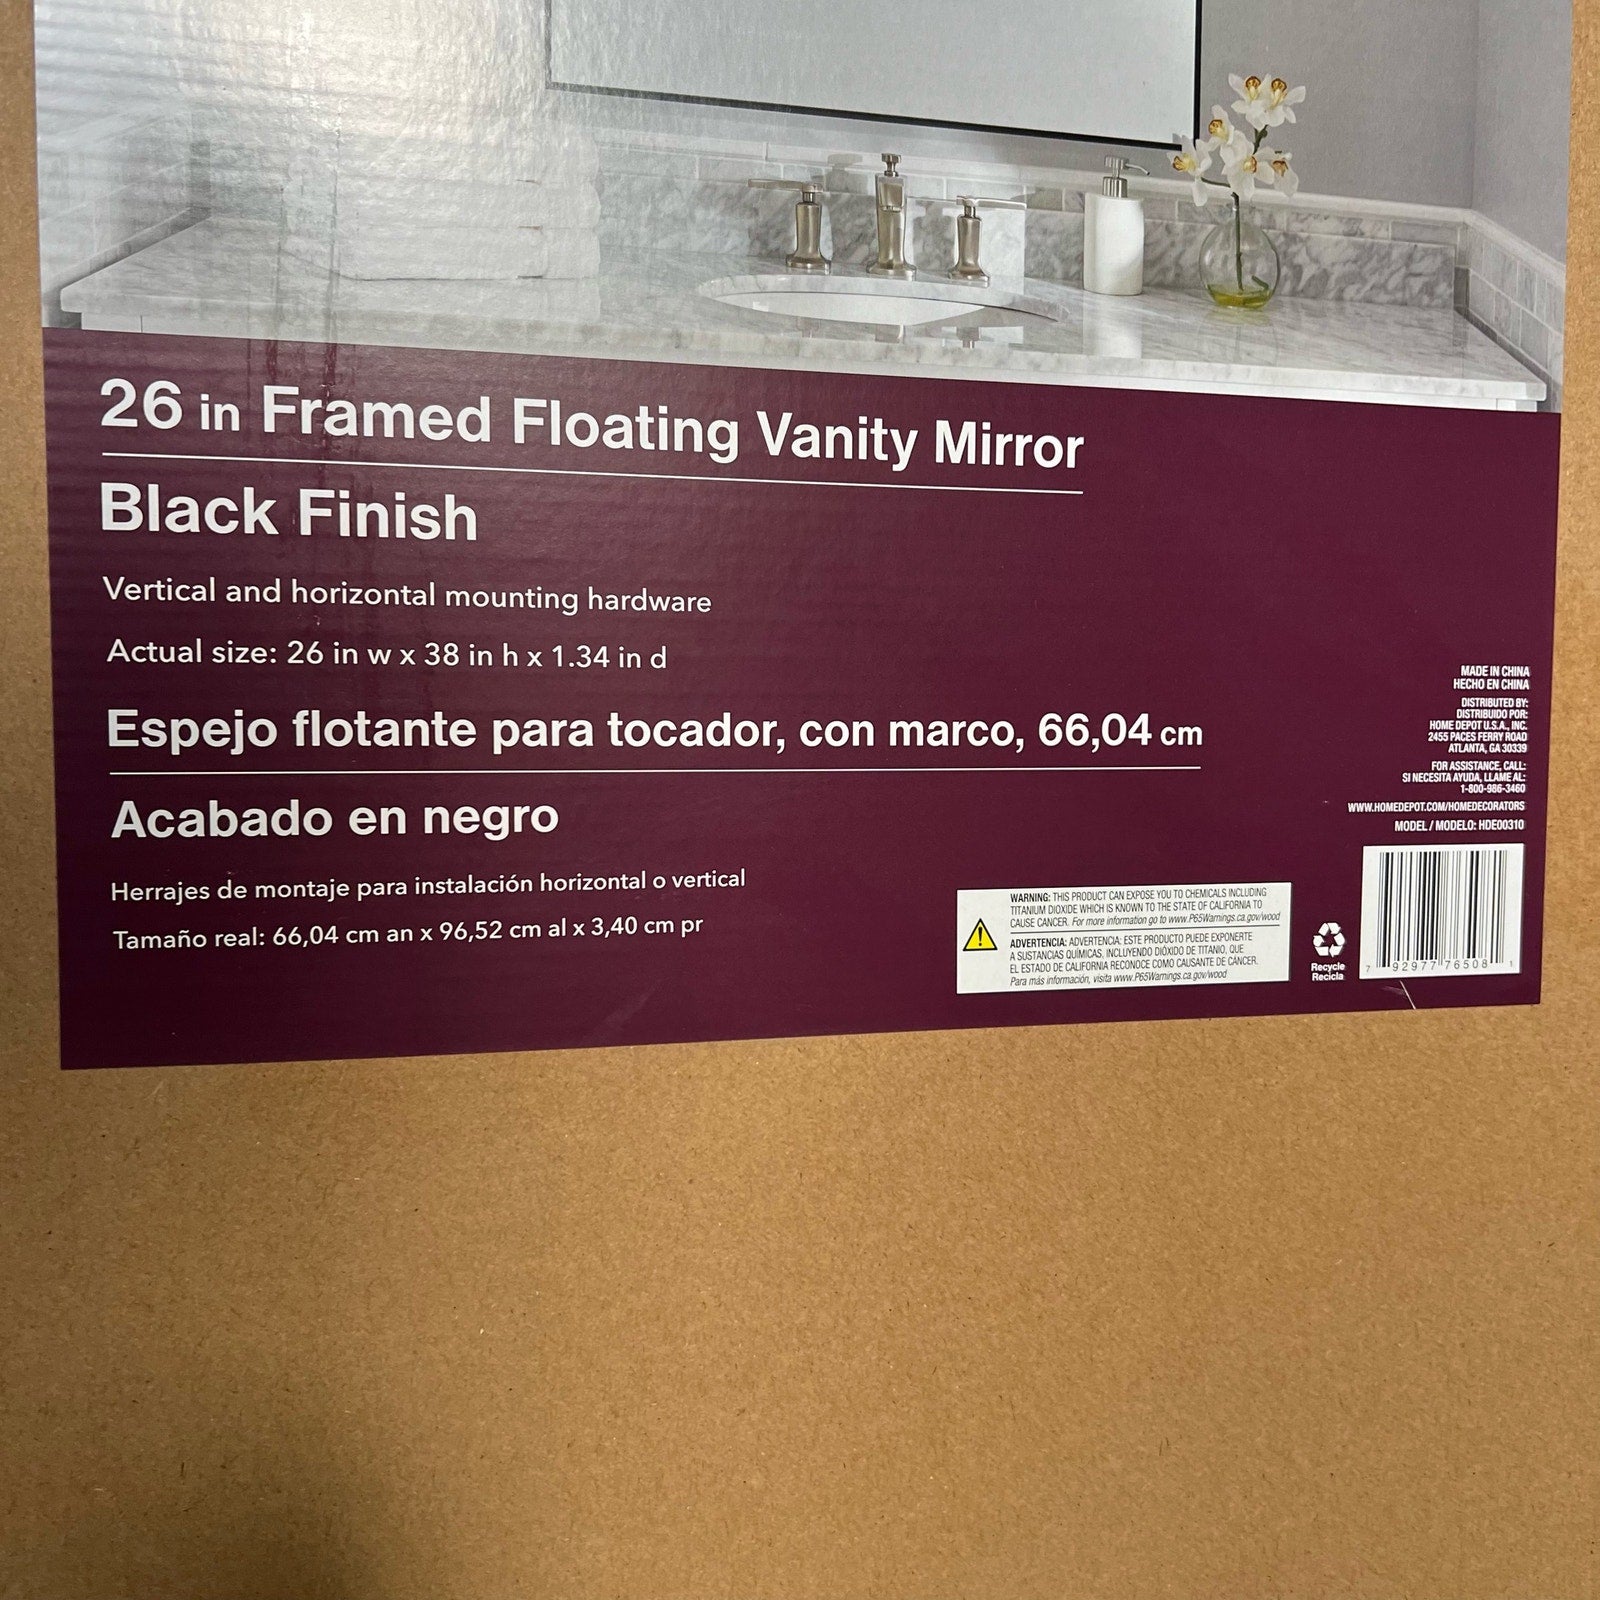 26 in Framed Floating Vanity Mirror
Black Finish
Vertical and horizontal mounting hardware
Actual size: 26 in w x 38 in h x 1.34 in d
Espejo flotante para tocador, con marco, 66,04 cm
Acabado en negro
Herrajes de montaje para instalación horizontal o vertical
Tamaño real: 66,04 cm an x 96,52 cm al x 3,40 cm pr
WARNING: THIS PRODUCT CAN EXPOSE YOU TO CHEMICALS INCLUDING
TITANIUM DIOXIDE WHICH IS KNOWN TO THE STATE OF CALIFORNIA TO
CAUSE CANCER. For more information go to www.P65Warnings.ca.gov/wood
ADVERTENCIA: ADVERTENCIA: ESTE PRODUCTO PUEDE EXPONERTE
A SUSTANCIAS QUÍMICAS, INCLUYENDO DIÓXIDO DE TITANIO, QUE
EL ESTADO DE CALIFORNIA RECONOCE COMO CAUSANTE DE CÁNCER.
Para más información, visita www.P65Warnings.ca.gov/wood
Recycle
Recicla
MADE IN CHINA
HECHO EN CHINA
DISTRIBUTED BY:
DISTRIBUIDO POR:
HOME DEPOT U.S.A., INC.
2455 PACES FERRY ROAD
ATLANTA, GA 30339
FOR ASSISTANCE, CALL:
SI NECESITA AYUDA, LLAME AL:
1-800-986-3460
WWW.HOMEDEPOT.COM/HOMEDECORATORS
MODEL / MODELO: HDE00310
7 92977 76508 1